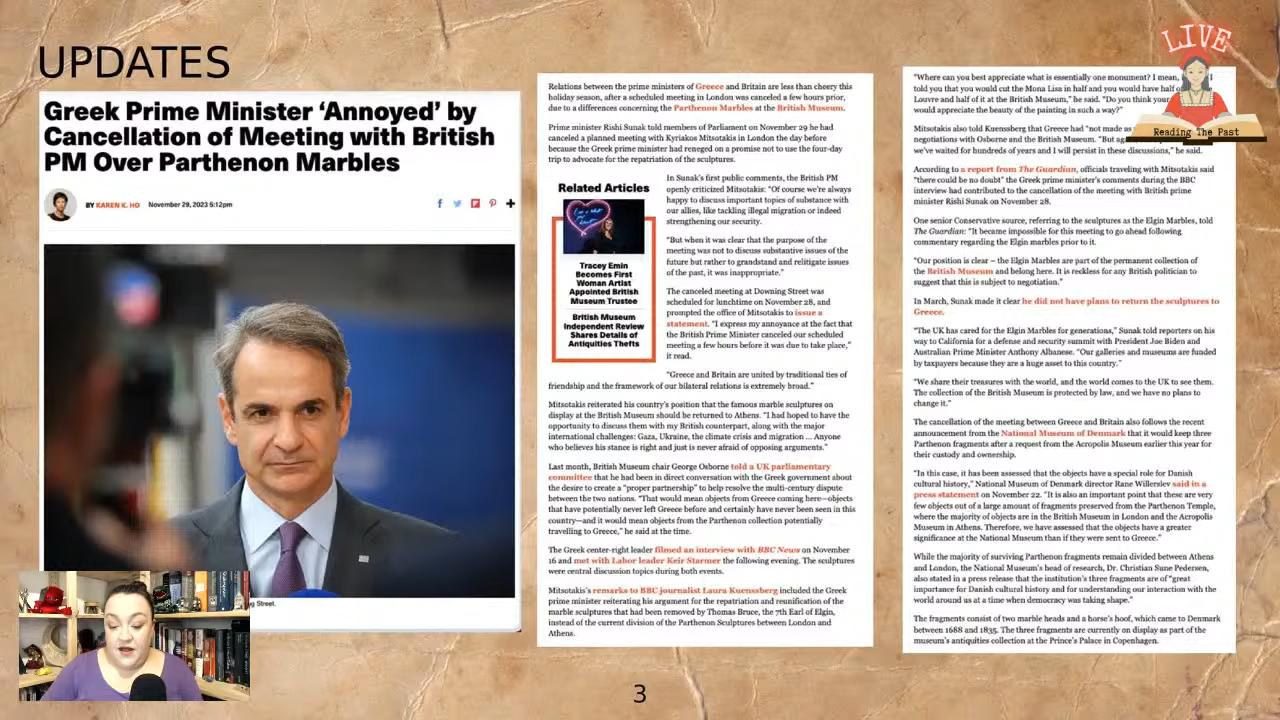 UPDATES
Greek Prime Minister ‘Annoyed’ by
Cancellation of Meeting with British
PM Over Parthenon Marbles
BY KAREN K. HO November 29, 2023 5:12pm
g Street.
Relations between the prime ministers of Greece and Britain are less than cheery this
holiday season, after a scheduled meeting in London was canceled a few hours prior,
due to a differences concerning the Parthenon Marbles at the British Museum.
Prime minister Rishi Sunak told members of Parliament on November 29 he had
canceled a planned meeting with Kyriakos Mitsotakis in London the day before
because the Greek prime minister had reneged on a promise not to use the four-day
trip to advocate for the repatriation of the sculptures.
Related Articles
Tracey Emin
Becomes First
Woman Artist
Appointed British
Museum Trustee
British Museum
Independent Review
Shares Details of
Antiquities Thefts
In Sunak's first public comments, the British PM
openly criticized Mitsotakis: "Of course we're always
happy to discuss important topics of substance with
our allies, like tackling illegal migration or indeed
strengthening our security.
"But when it was clear that the purpose of the
meeting was not to discuss substantive issues of the
future but rather to grandstand and relitigate issues
of the past, it was inappropriate."
The canceled meeting at Downing Street was
scheduled for lunchtime on November 28, and
prompted the office of Mitsotakis to issue a
statement. "I express my annoyance at the fact that
the British Prime Minister canceled our scheduled
meeting a few hours before it was due to take place,"
it read.
"Greece and Britain are united by traditional ties of
friendship and the framework of our bilateral relations is extremely broad."
Mitsotakis reiterated his country's position that the famous marble sculptures on
display at the British Museum should be returned to Athens. "I had hoped to have the
opportunity to discuss them with my British counterpart, along with the major
international challenges: Gaza, Ukraine, the climate crisis and migration ... Anyone
who believes his stance is right and just is never afraid of opposing arguments."
Last month, British Museum chair George Osborne told a UK parliamentary
committee that he had been in direct conversation with the Greek government about
the desire to create a "proper partnership" to help resolve the multi-century dispute
between the two nations. "That would mean objects from Greece coming here—objects
that have potentially never left Greece before and certainly have never been seen in this
country—and it would mean objects from the Parthenon collection potentially
travelling to Greece," he said at the time.
The Greek center-right leader filmed an interview with BBC News on November
16 and met with Labor leader Keir Starmer the following evening. The sculptures
were central discussion topics during both events.
Mitsotakis's remarks to BBC journalist Laura Kuenssberg included the Greek
prime minister reiterating his argument for the repatriation and reunification of the
marble sculptures that had been removed by Thomas Bruce, the 7th Earl of Elgin,
instead of the current division of the Parthenon Sculptures between London and
Athens.
"Where can you best appreciate what is essentially one monument? I mean,
told you that you would cut the Mona Lisa in half and you would have half
Louvre and half of it at the British Museum," he said. "Do you think your
would appreciate the beauty of the painting in such a way?"
Mitsotakis also told Kuenssberg that Greece had "not made as
negotiations with Osborne and the British Museum. "But
we've waited for hundreds of years and I will persist in these discussions," he said.
According to a report from The Guardian, officials traveling with Mitsotakis said
"there could be no doubt" the Greek prime minister's comments during the BBC
interview had contributed to the cancellation of the meeting with British prime
minister Rishi Sunak on November 28.
One senior Conservative source, referring to the sculptures as the Elgin Marbles, told
The Guardian: "It became impossible for this meeting to go ahead following
commentary regarding the Elgin marbles prior to it.
"Our position is clear – the Elgin Marbles are part of the permanent collection of
the British Museum and belong here. It is reckless for any British politician to
suggest that this is subject to negotiation."
In March, Sunak made it clear he did not have plans to return the sculptures to
Greece.
"The UK has cared for the Elgin Marbles for generations," Sunak told reporters on his
way to California for a defense and security summit with President Joe Biden and
Australian Prime Minister Anthony Albanese. "Our galleries and museums are funded
by taxpayers because they are a huge asset to this country."
"We share their treasures with the world, and the world comes to the UK to see them.
The collection of the British Museum is protected by law, and we have no plans to
change it."
The cancellation of the meeting between Greece and Britain also follows the recent
announcement from the National Museum of Denmark that it would keep three
Parthenon fragments after a request from the Acropolis Museum earlier this year for
their custody and ownership.
"In this case, it has been assessed that the objects have a special role for Danish
cultural history," National Museum of Denmark director Rane Willerslev said in a
press statement on November 22. "It is also an important point that these are very
few objects out of a large amount of fragments preserved from the Parthenon Temple,
where the majority of objects are in the British Museum in London and the Acropolis
Museum in Athens. Therefore, we have assessed that the objects have a greater
significance at the National Museum than if they were sent to Greece."
While the majority of surviving Parthenon fragments remain divided between Athens
and London, the National Museum's head of research, Dr. Christian Sune Pedersen,
also stated in a press release that the institution's three fragments are of "great
importance for Danish cultural history and for understanding our interaction with the
world around us at a time when democracy was taking shape."
The fragments consist of two marble heads and a horse's hoof, which came to Denmark
between 1688 and 1835. The three fragments are currently on display as part of the
museum's antiquities collection at the Prince's Palace in Copenhagen.
LIVE
Reading The Past
3